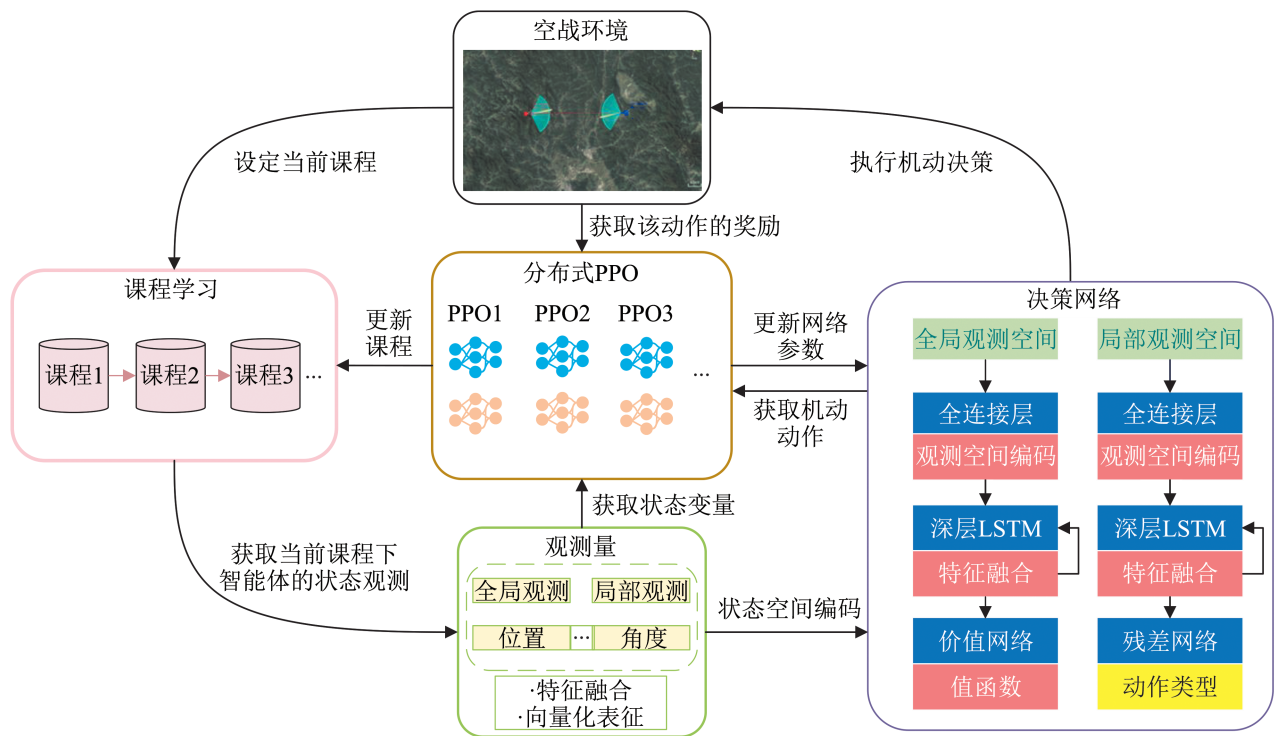 空战环境
设定当前课程
执行机动决策
获取该动作的奖励
课程学习
课程1
课程2
课程3
...
更新
课程
分布式PPO
PPO1
PPO2
PPO3
...
更新网络
参数
获取机动
动作
获取状态变量
获取当前课程下
智能体的状态观测
观测量
全局观测
局部观测
位置
...
角度
·特征融合
·向量化表征
状态空间编码
决策网络
全局观测空间
全连接层
观测空间编码
深层LSTM
特征融合
价值网络
值函数
局部观测空间
全连接层
观测空间编码
深层LSTM
特征融合
残差网络
动作类型